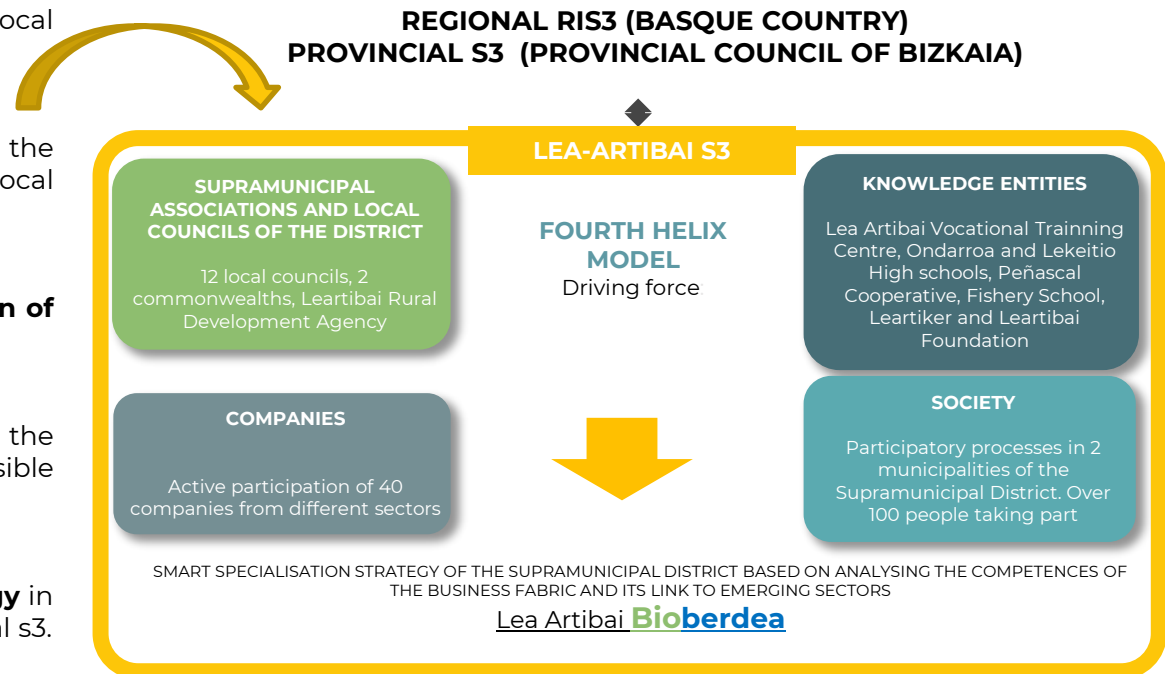 ocal
the
ocal
n of
the
sible
gy in
l s3.
REGIONAL RIS3 (BASQUE COUNTRY)
PROVINCIAL S3 (PROVINCIAL COUNCIL OF BIZKAIA)
LEA-ARTIBAI S3
SUPRAMUNICIPAL
ASSOCIATIONS AND LOCAL
COUNCILS OF THE DISTRICT
12 local councils, 2
commonwealths, Leartibai Rural
Development Agency
FOURTH HELIX
MODEL
Driving force
KNOWLEDGE ENTITIES
Lea Artibai Vocational Trainning
Centre, Ondarroa and Lekeitio
High schools, Peñascal
Cooperative, Fishery School,
Leartiker and Leartibai
Foundation
COMPANIES
Active participation of 40
companies from different sectors
SOCIETY
Participatory processes in 2
municipalities of the
Supramunicipal District. Over
100 people taking part
SMART SPECIALISATION STRATEGY OF THE SUPRAMUNICIPAL DISTRICT BASED ON ANALYSING THE COMPETENCES OF
THE BUSINESS FABRIC AND ITS LINK TO EMERGING SECTORS
Lea Artibai Bioberdea